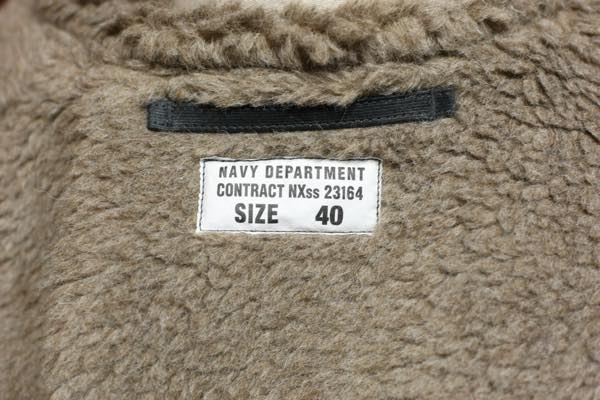 NAVY DEPARTMENT
CONTRACT NXss 23164
SIZE 40